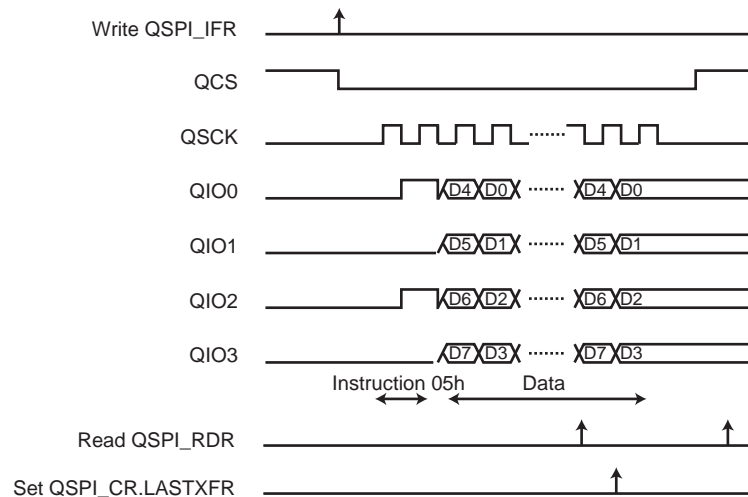 Write QSPI_IFR
QCS
QSCK
QIO0 D4 D0 D4 D0
QIO1 D5 D1 D5 D1
QIO2 D6 D2 D6 D2
QIO3 D7 D3 D7 D3
Instruction 05h Data
Read QSPI_RDR
Set QSPI_CR.LASTXFR